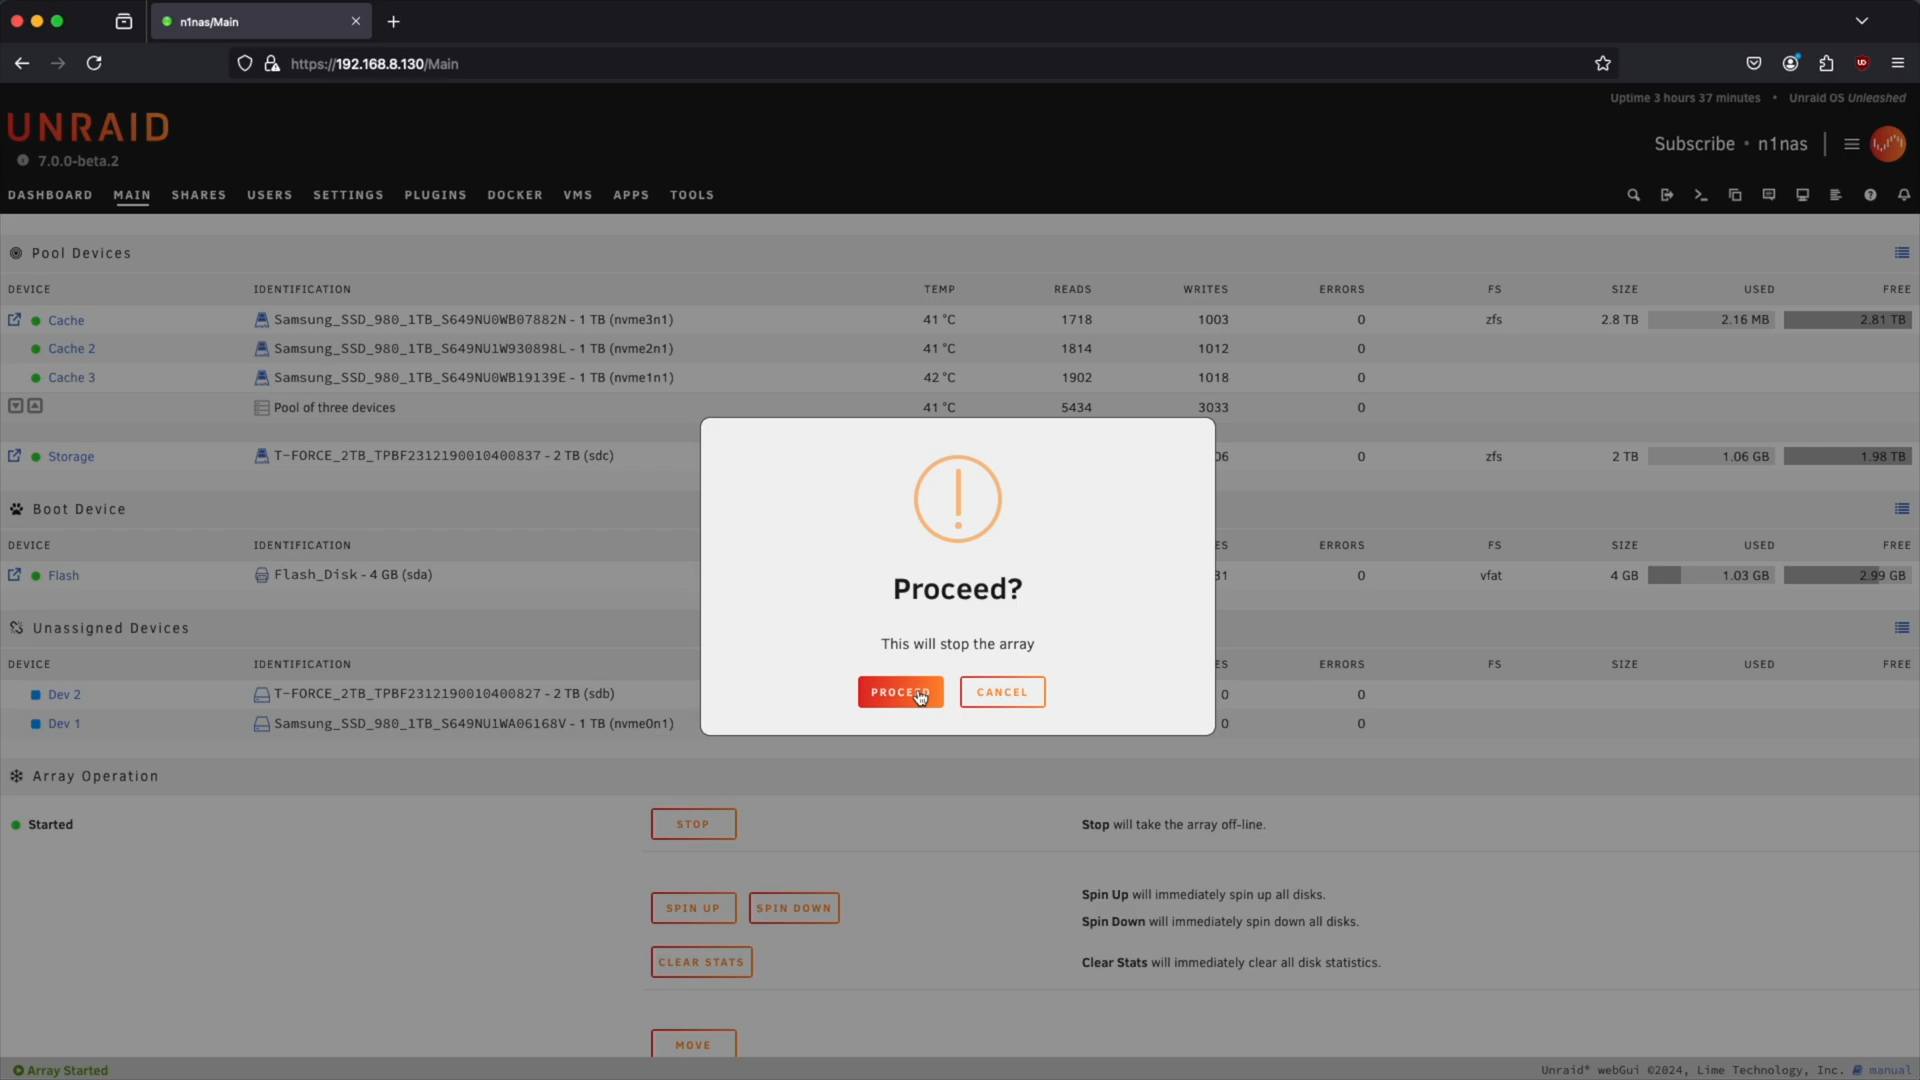 n1nas/Main
https://192.168.8.130/Main
Uptime 3 hours 37 minutes • Unraid OS Unleashed
UNRAID
7.0.0-beta.2
Subscribe • n1nas
DASHBOARD MAIN SHARES USERS SETTINGS PLUGINS DOCKER VMS APPS TOOLS
Pool Devices
DEVICE IDENTIFICATION TEMP READS WRITES ERRORS FS SIZE USED FREE
Cache Samsung_SSD_980_1TB_S649NU0WB07882N - 1 TB (nvme3n1) 41 °C 1718 1003 0 zfs 2.8 TB 2.16 MB 2.81 TB
Cache 2 Samsung_SSD_980_1TB_S649NU1W930898L - 1 TB (nvme2n1) 41 °C 1814 1012 0
Cache 3 Samsung_SSD_980_1TB_S649NU0WB19139E - 1 TB (nvme1n1) 42 °C 1902 1018 0
Pool of three devices 41 °C 5434 3033 0
Storage T-FORCE_2TB_TPBF2312190010400837 - 2 TB (sdc) 06 0 zfs 2 TB 1.06 GB 1.98 TB
Boot Device
DEVICE IDENTIFICATION ES ERRORS FS SIZE USED FREE
Flash Flash_Disk - 4 GB (sda) 31 0 vfat 4 GB 1.03 GB 2.99 GB
Proceed?
Unassigned Devices
This will stop the array
DEVICE IDENTIFICATION ES ERRORS FS SIZE USED FREE
Dev 2 T-FORCE_2TB_TPBF2312190010400827 - 2 TB (sdb) 0 0
PROCEED CANCEL
Dev 1 Samsung_SSD_980_1TB_S649NU1WA06168V - 1 TB (nvme0n1) 0 0
Array Operation
Started STOP Stop will take the array off-line.
SPIN UP SPIN DOWN Spin Up will immediately spin up all disks.
Spin Down will immediately spin down all disks.
CLEAR STATS Clear Stats will immediately clear all disk statistics.
MOVE
Array Started Unraid® webGui ©2024, Lime Technology, Inc. manual